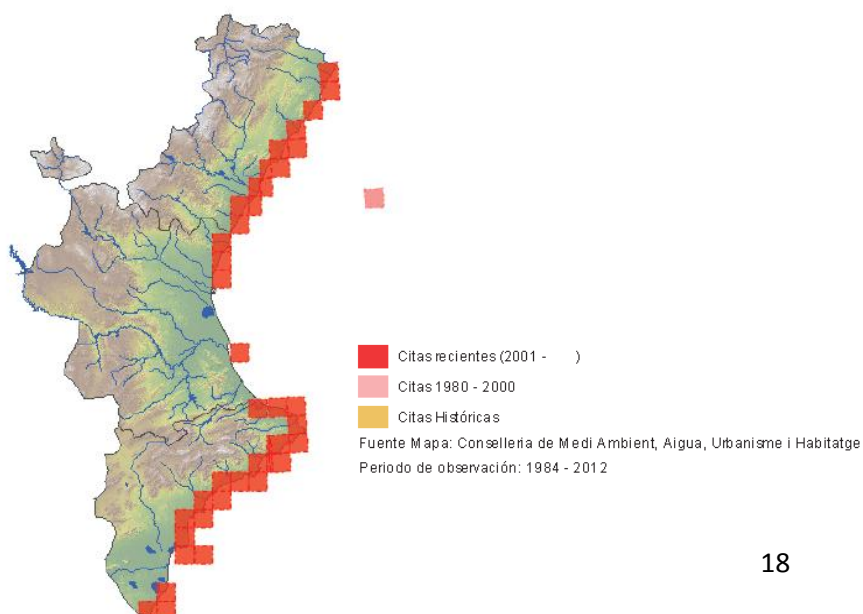 Citas recientes (2001 - )
Citas 1980 - 2000
Citas Históricas
Fuente Mapa: Conselleria de Medi Ambient, Aigua, Urbanisme i Habitatge
Periodo de observación: 1984 - 2012
18